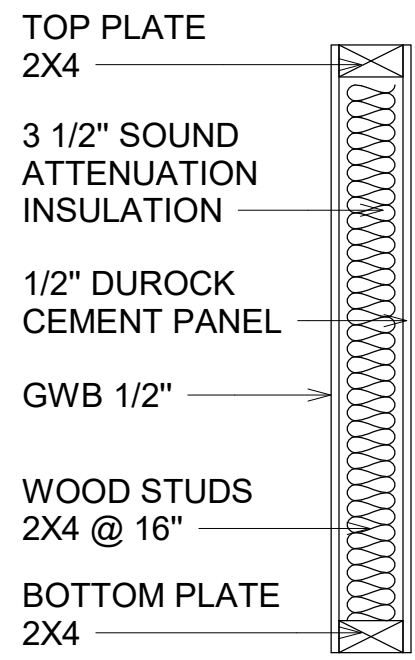 TOP PLATE
2X4
3 1/2" SOUND
ATTENUATION
INSULATION
1/2" DUROCK
CEMENT PANEL
GWB 1/2"
WOOD STUDS
2X4 @ 16"
BOTTOM PLATE
2X4